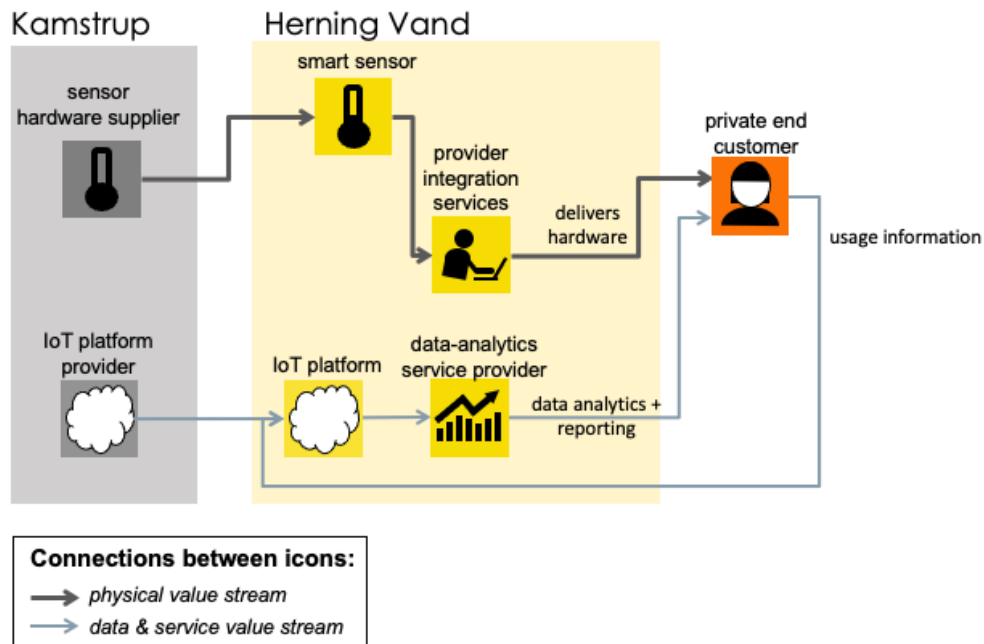 Kamstrup
Herning Vand
sensor
hardware supplier
smart sensor
provider
integration
services
private end
customer
delivers
hardware
usage information
IoT platform
provider
IoT platform
data-analytics
service provider
data analytics +
reporting
Connections between icons:
physical value stream
data & service value stream